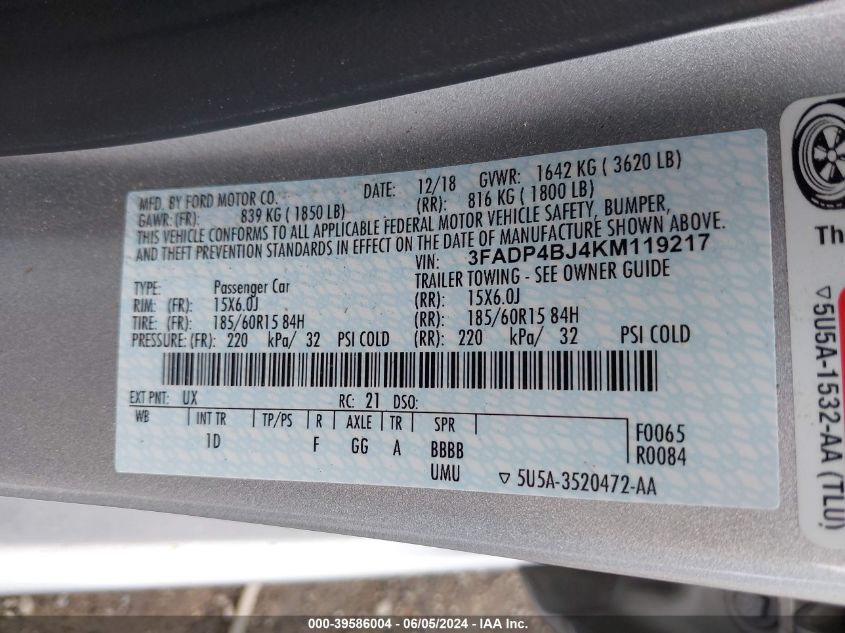 MFD. BY FORD MOTOR CO. DATE: 12/18 GVWR: 1642 KG ( 3620 LB)
GAWR: (FR): 839 KG ( 1850 LB) (RR): 816 KG ( 1800 LB)
THIS VEHICLE CONFORMS TO ALL APPLICABLE FEDERAL MOTOR VEHICLE SAFETY, BUMPER,
AND THEFT PREVENTION STANDARDS IN EFFECT ON THE DATE OF MANUFACTURE SHOWN ABOVE.
VIN: 3FADP4BJ4KM119217
TYPE: Passenger Car TRAILER TOWING - SEE OWNER GUIDE
RIM: (FR): 15X6.0J (RR): 15X6.0J
TIRE: (FR): 185/60R15 84H (RR): 185/60R15 84H
PRESSURE: (FR): 220 kPa/ 32 PSI COLD (RR): 220 kPa/ 32 PSI COLD
EXT PNT: UX RC: 21 DSO:
WB INT TR TP/PS R AXLE TR SPR
1D F GG A BBBB
UMU
F0065
R0084
▽ 5U5A-3520472-AA
Th
▽5U5A-1532-AA (TLU)
000-39586004 - 06/05/2024 - IAA Inc.